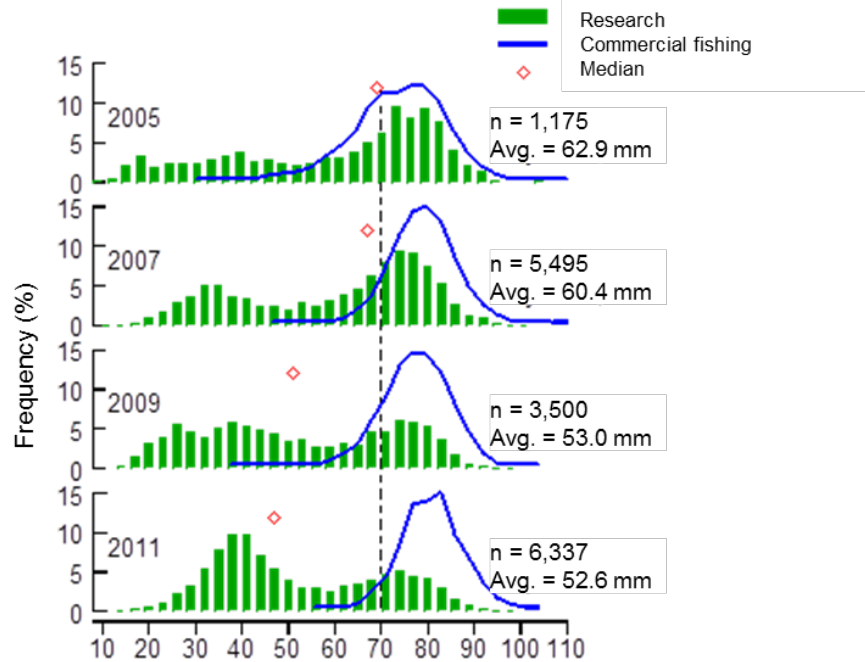 Research
Commercial fishing
Median
15
10
5
0
2005
n = 1,175
Avg. = 62.9 mm
15
10
5
0
2007
n = 5,495
Avg. = 60.4 mm
15
10
5
0
2009
n = 3,500
Avg. = 53.0 mm
15
10
5
0
2011
n = 6,337
Avg. = 52.6 mm
Frequency (%)
10 20 30 40 50 60 70 80 90 100 110